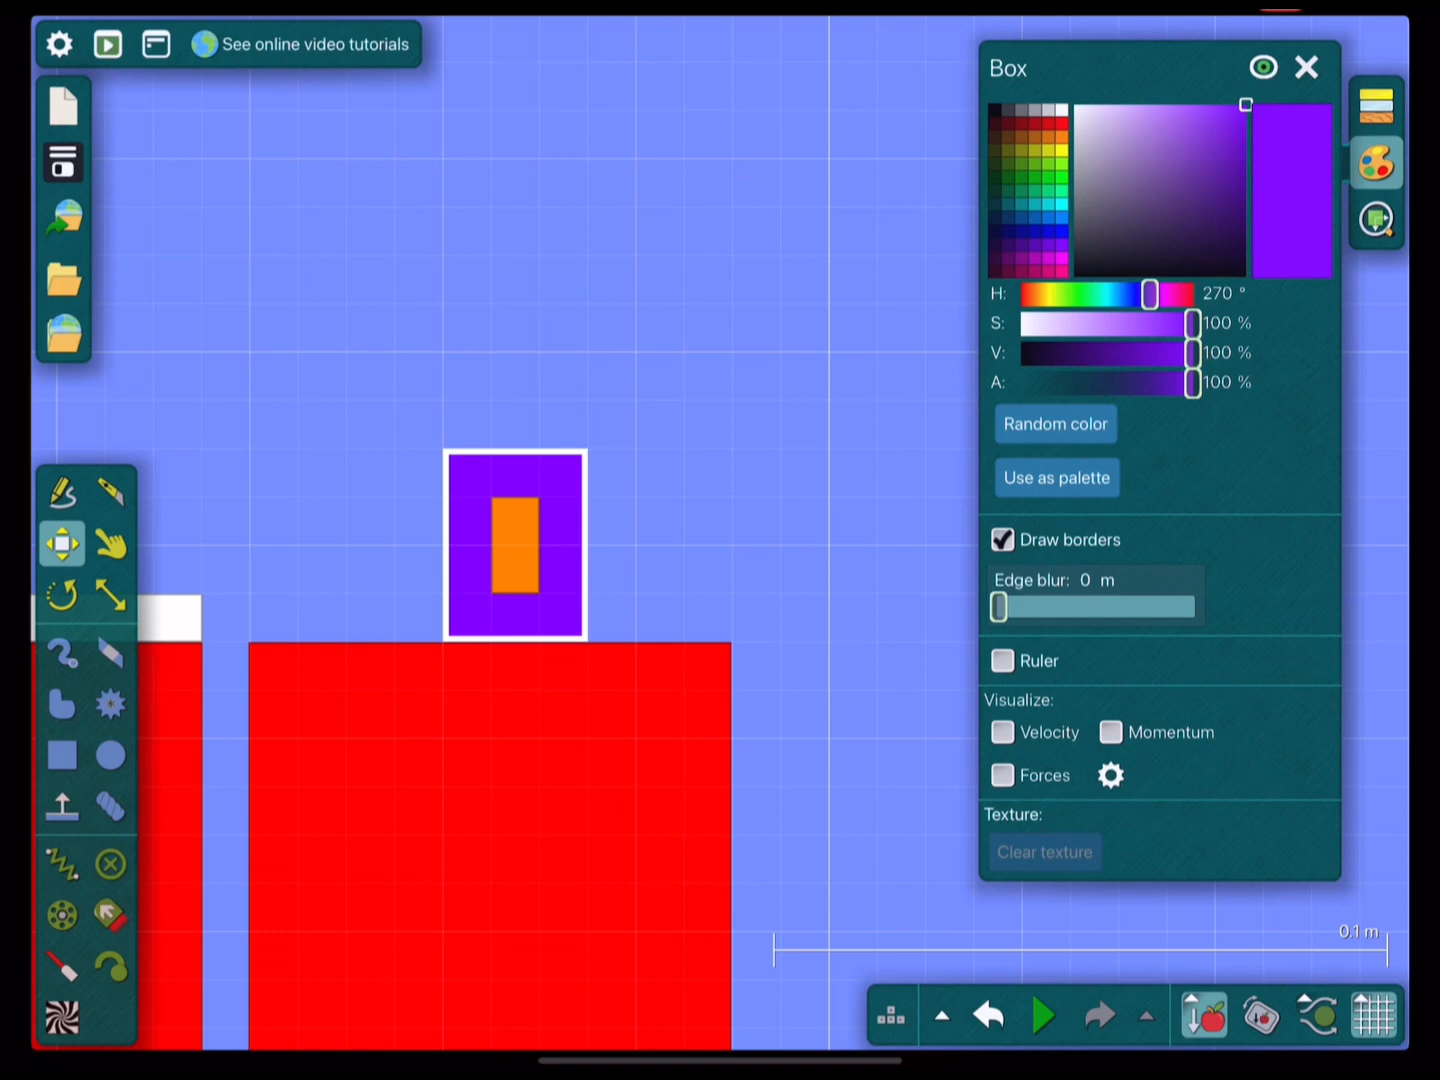 See online video tutorials
Box
H: 270 °
S: 100 %
V: 100 %
A: 100 %
Random color
Use as palette
Draw borders
Edge blur: 0 m
Ruler
Visualize:
Velocity Momentum
Forces
Texture:
Clear texture
0.1 m